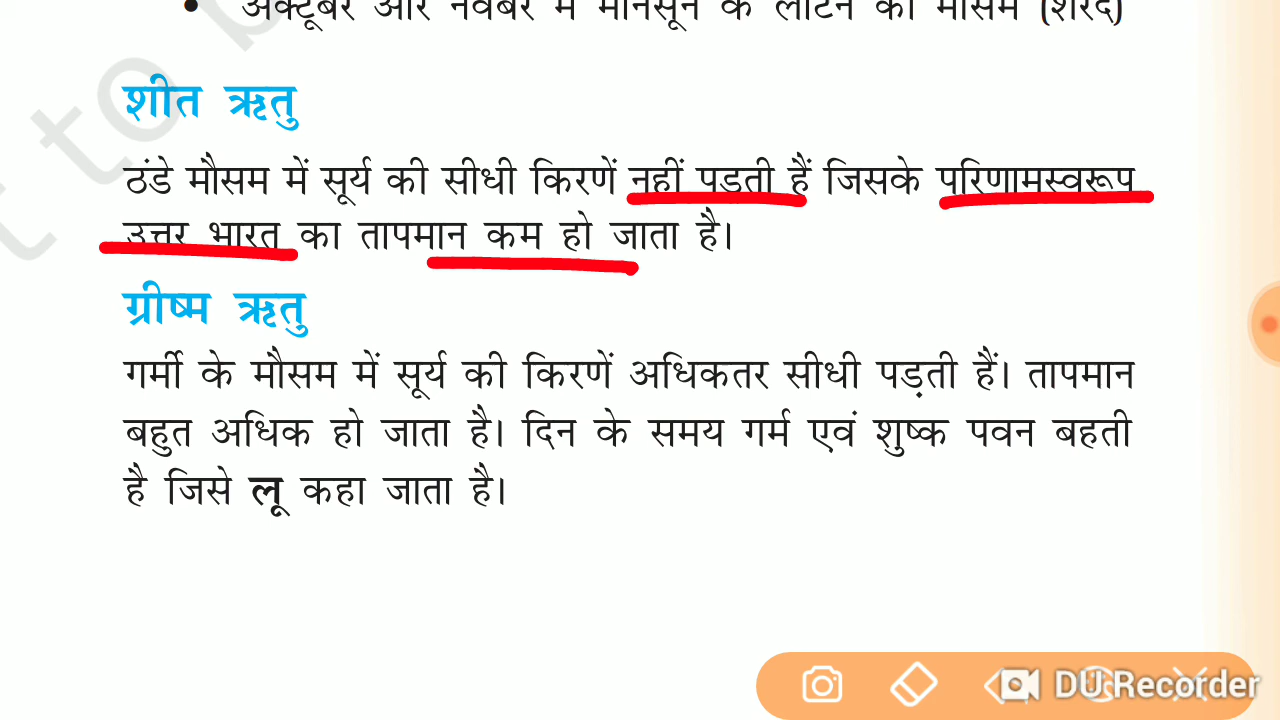 • अक्टूबर और नवंबर में मानसून के लौटने का मौसम (शरद)
शीत ऋतु
ठंडे मौसम में सूर्य की सीधी किरणें नहीं पड़ती हैं जिसके परिणामस्वरूप
उत्तर भारत का तापमान कम हो जाता है।
ग्रीष्म ऋतु
गर्मी के मौसम में सूर्य की किरणें अधिकतर सीधी पड़ती हैं। तापमान
बहुत अधिक हो जाता है। दिन के समय गर्म एवं शुष्क पवन बहती
है जिसे लू कहा जाता है।
DU Recorder